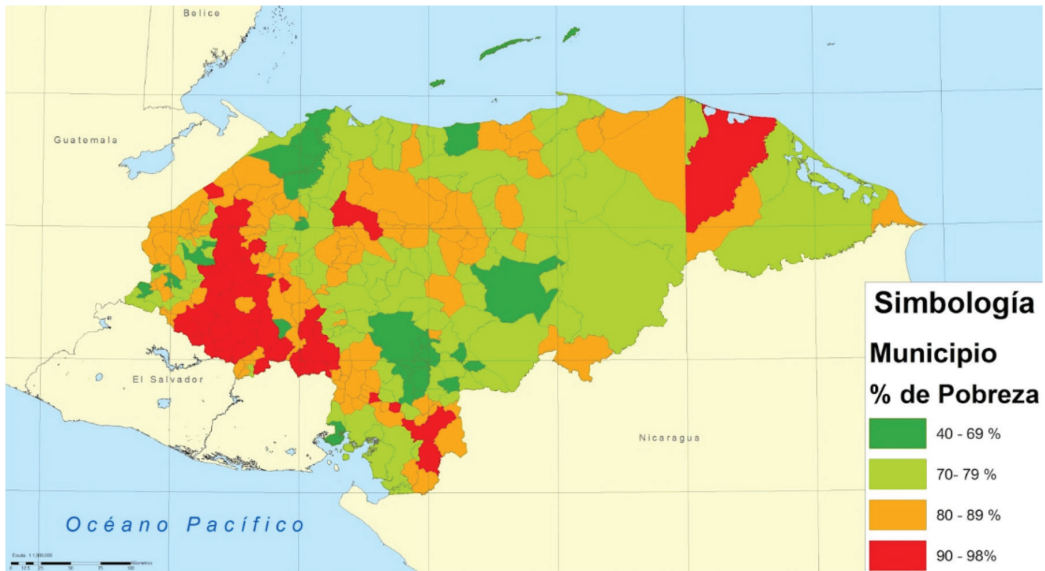 Belice
Guatemala
El Salvador
Nicaragua
Océano Pacífico
Simbología
Municipio
% de Pobreza
40 - 69 %
70- 79 %
80 - 89 %
90 - 98%